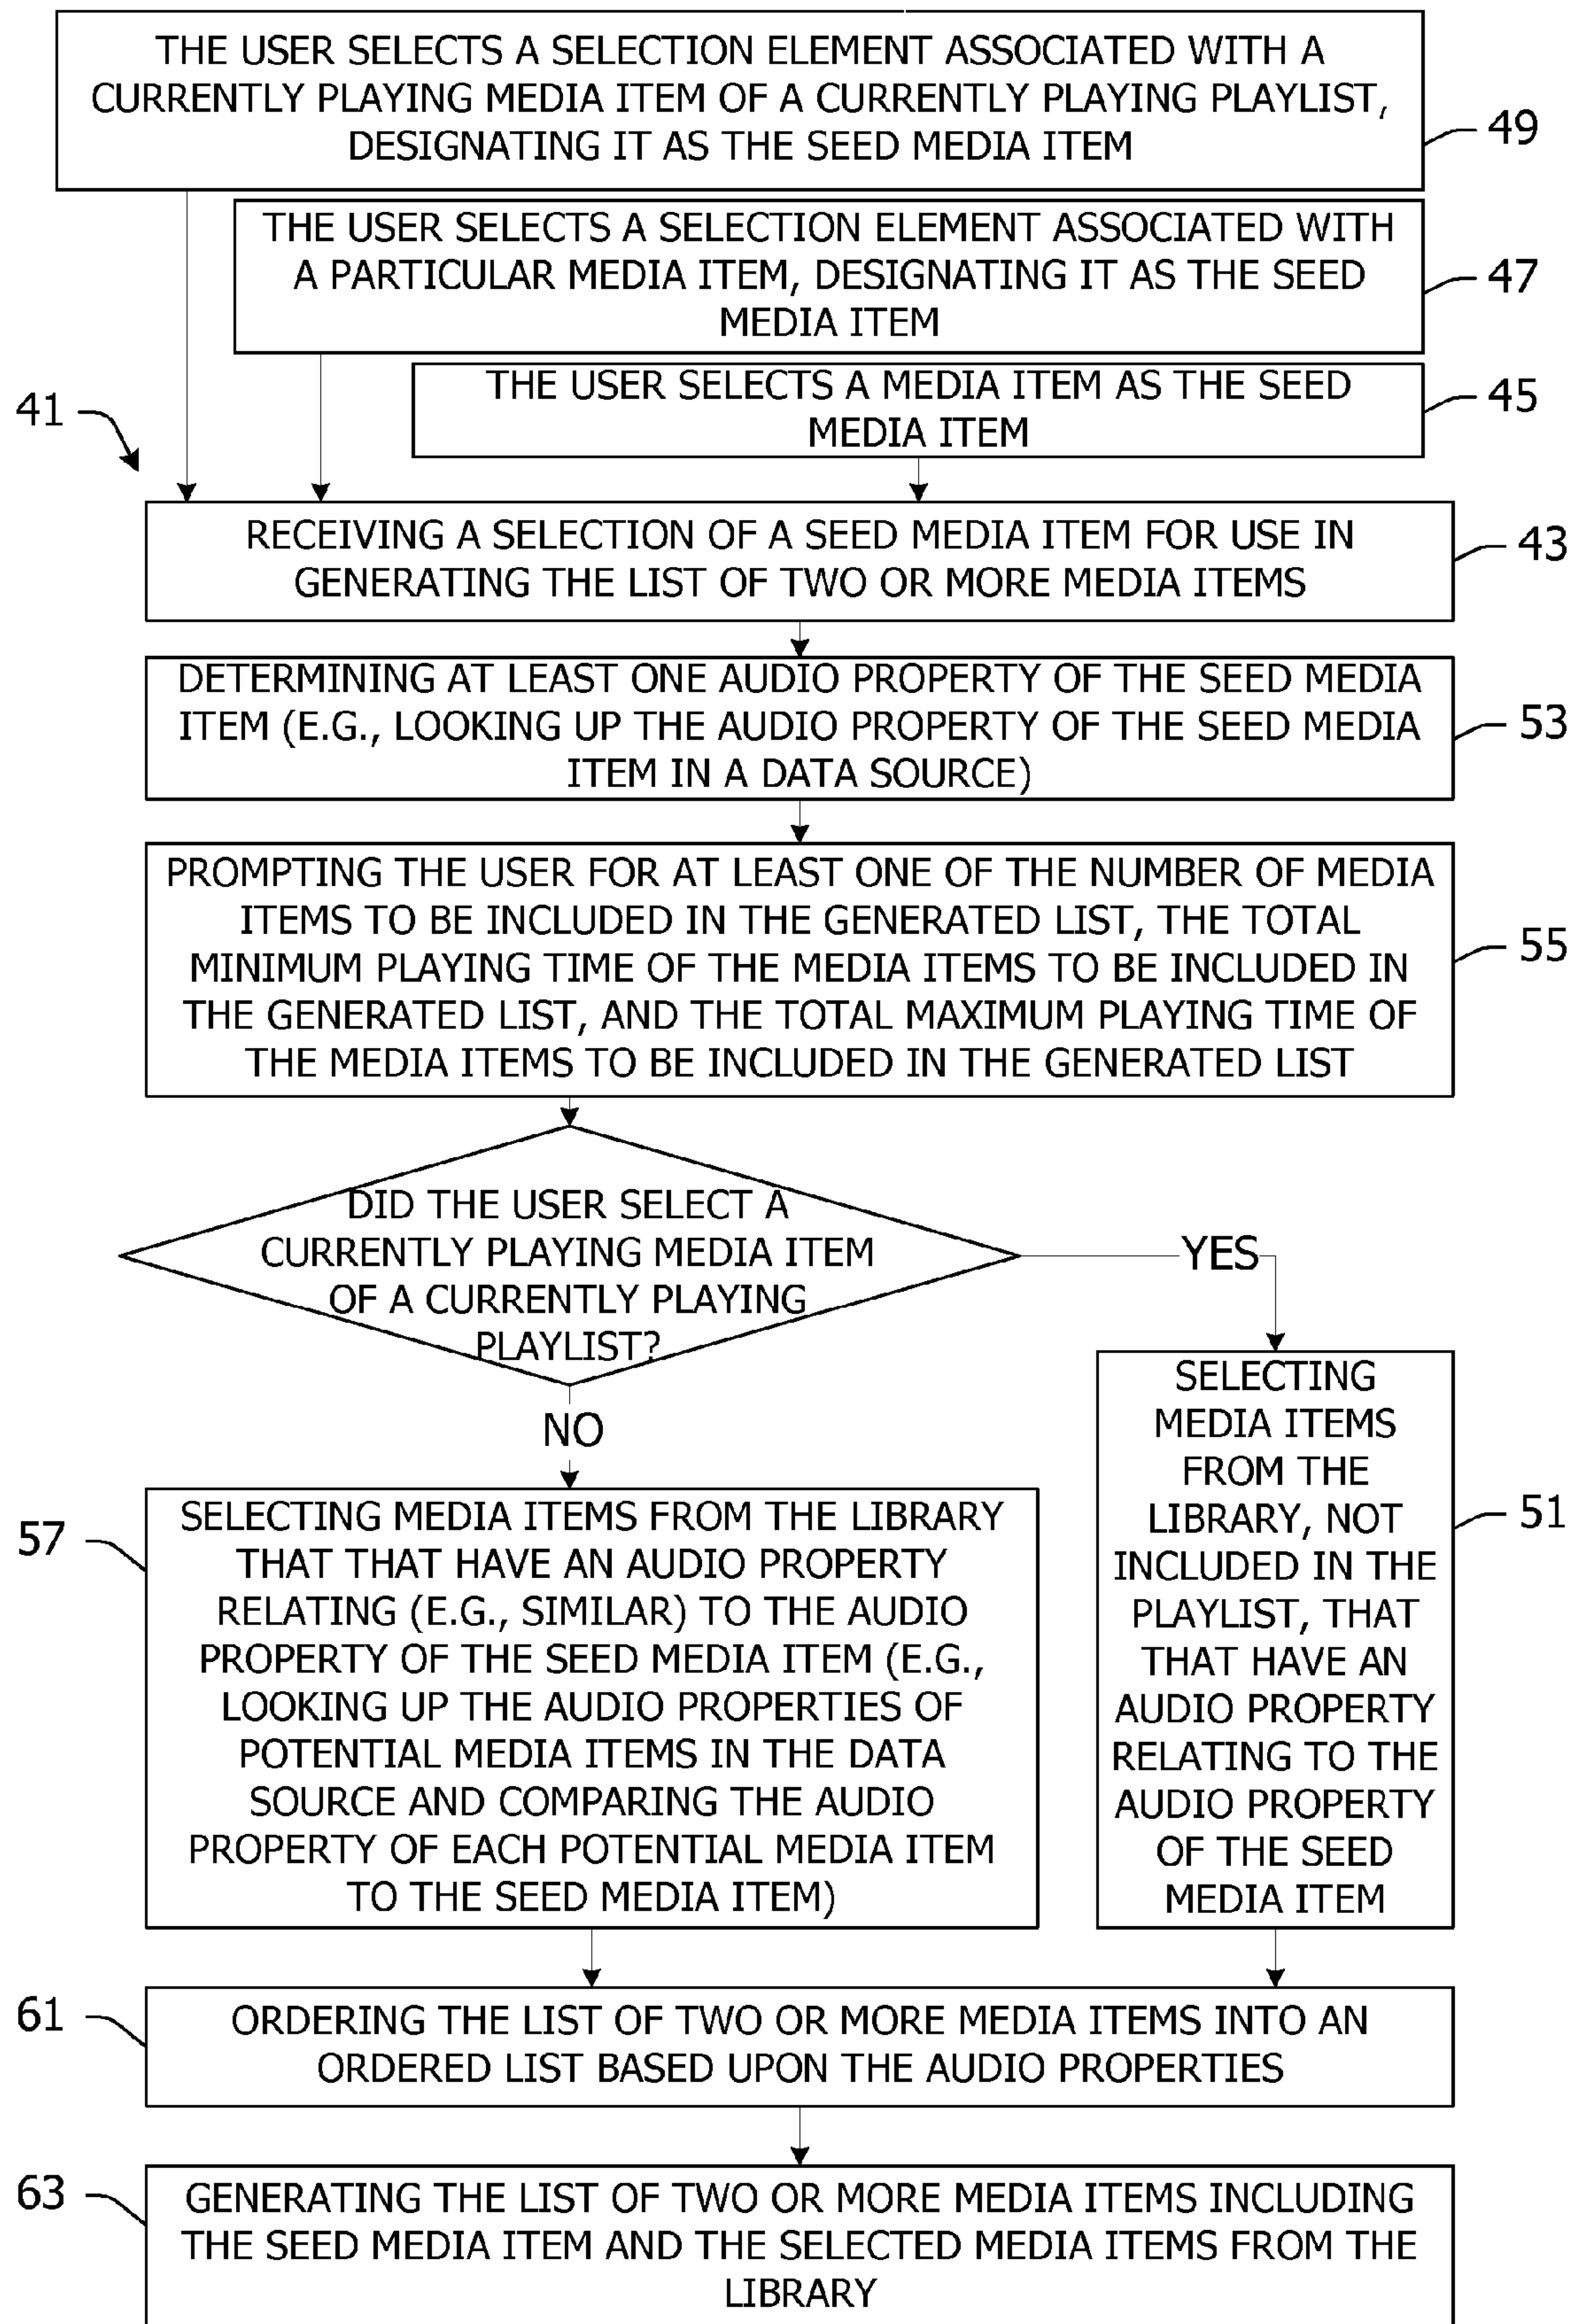 THE USER SELECTS A SELECTION ELEMENT ASSOCIATED WITH A
CURRENTLY PLAYING MEDIA ITEM OF A CURRENTLY PLAYING PLAYLIST,
DESIGNATING IT AS THE SEED MEDIA ITEM
49
THE USER SELECTS A SELECTION ELEMENT ASSOCIATED WITH
A PARTICULAR MEDIA ITEM, DESIGNATING IT AS THE SEED
MEDIA ITEM
47
THE USER SELECTS A MEDIA ITEM AS THE SEED
MEDIA ITEM
45
41
RECEIVING A SELECTION OF A SEED MEDIA ITEM FOR USE IN
GENERATING THE LIST OF TWO OR MORE MEDIA ITEMS
43
DETERMINING AT LEAST ONE AUDIO PROPERTY OF THE SEED MEDIA
ITEM (E.G., LOOKING UP THE AUDIO PROPERTY OF THE SEED MEDIA
ITEM IN A DATA SOURCE)
53
PROMPTING THE USER FOR AT LEAST ONE OF THE NUMBER OF MEDIA
ITEMS TO BE INCLUDED IN THE GENERATED LIST, THE TOTAL
MINIMUM PLAYING TIME OF THE MEDIA ITEMS TO BE INCLUDED IN
THE GENERATED LIST, AND THE TOTAL MAXIMUM PLAYING TIME OF
THE MEDIA ITEMS TO BE INCLUDED IN THE GENERATED LIST
55
DID THE USER SELECT A
CURRENTLY PLAYING MEDIA ITEM
OF A CURRENTLY PLAYING
PLAYLIST?
YES
NO
57
SELECTING MEDIA ITEMS FROM THE LIBRARY
THAT THAT HAVE AN AUDIO PROPERTY
RELATING (E.G., SIMILAR) TO THE AUDIO
PROPERTY OF THE SEED MEDIA ITEM (E.G.,
LOOKING UP THE AUDIO PROPERTIES OF
POTENTIAL MEDIA ITEMS IN THE DATA
SOURCE AND COMPARING THE AUDIO
PROPERTY OF EACH POTENTIAL MEDIA ITEM
TO THE SEED MEDIA ITEM)
SELECTING
MEDIA ITEMS
FROM THE
LIBRARY, NOT
INCLUDED IN THE
PLAYLIST, THAT
THAT HAVE AN
AUDIO PROPERTY
RELATING TO THE
AUDIO PROPERTY
OF THE SEED
MEDIA ITEM
51
61
ORDERING THE LIST OF TWO OR MORE MEDIA ITEMS INTO AN
ORDERED LIST BASED UPON THE AUDIO PROPERTIES
63
GENERATING THE LIST OF TWO OR MORE MEDIA ITEMS INCLUDING
THE SEED MEDIA ITEM AND THE SELECTED MEDIA ITEMS FROM THE
LIBRARY